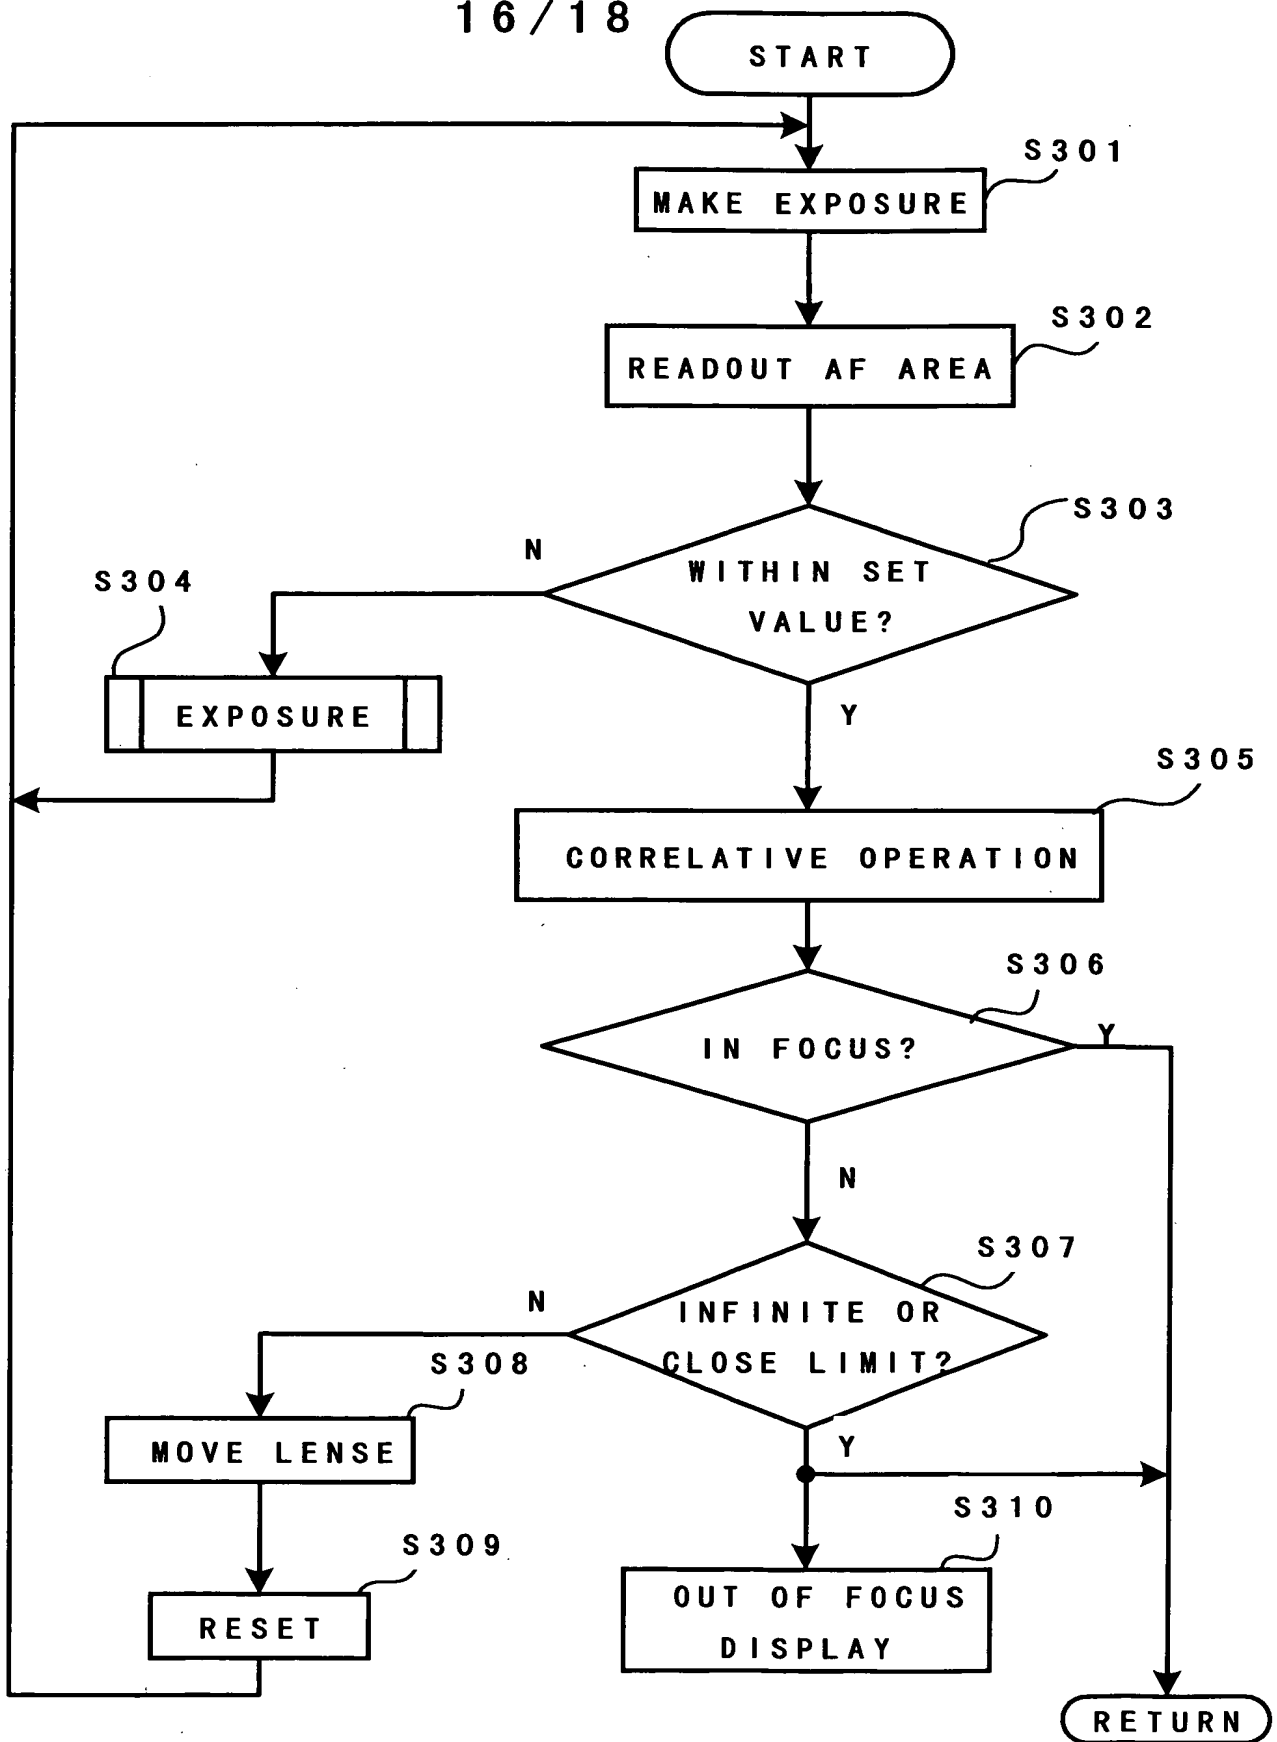 16/18
START
S301
MAKE EXPOSURE
S302
READOUT AF AREA
S303
N
WITHIN SET
VALUE?
S304
EXPOSURE
Y
S305
CORRELATIVE OPERATION
S306
IN FOCUS?
Y
N
S307
N
INFINITE OR
CLOSE LIMIT?
S308
MOVE LENSE
Y
S310
S309
OUT OF FOCUS
DISPLAY
RESET
RETURN